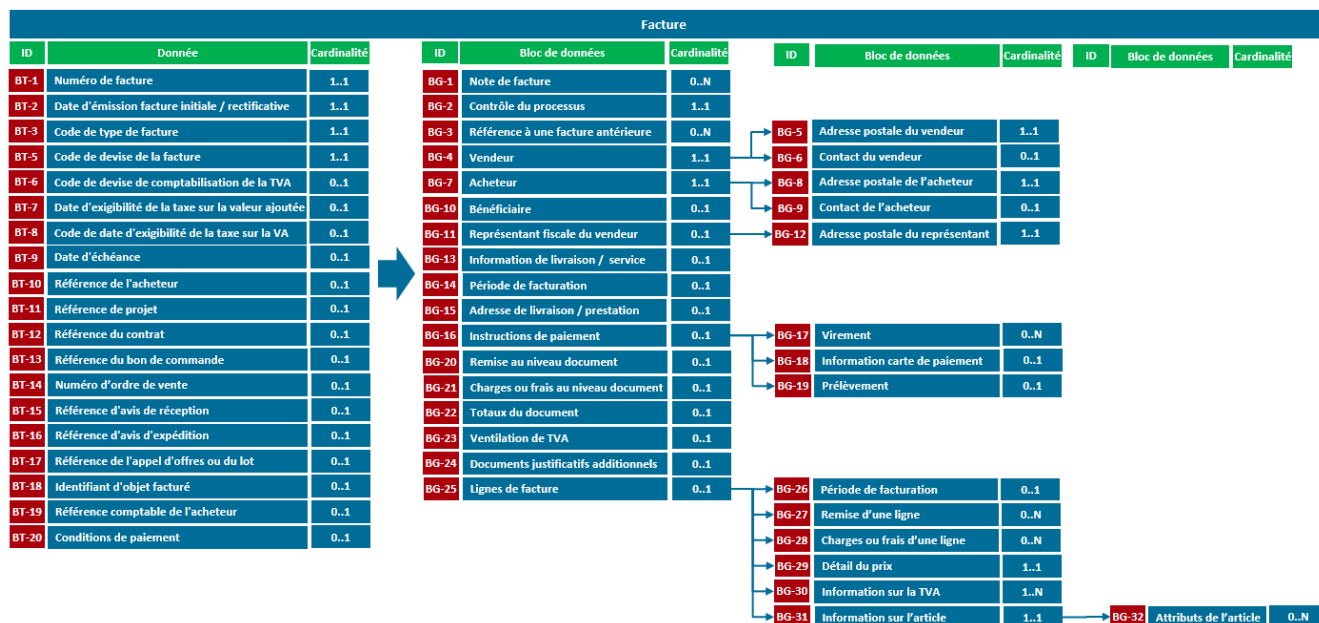 Facture
ID Donnée Cardinalité
BT-1 Numéro de facture 1..1
BT-2 Date d'émission facture initiale / rectificative 1..1
BT-3 Code de type de facture 1..1
BT-5 Code de devise de la facture 1..1
BT-6 Code de devise de comptabilisation de la TVA 0..1
BT-7 Date d'exigibilité de la taxe sur la valeur ajoutée 0..1
BT-8 Code de date d'exigibilité de la taxe sur la VA 0..1
BT-9 Date d'échéance 0..1
BT-10 Référence de l'acheteur 0..1
BT-11 Référence de projet 0..1
BT-12 Référence du contrat 0..1
BT-13 Référence du bon de commande 0..1
BT-14 Numéro d'ordre de vente 0..1
BT-15 Référence d'avis de réception 0..1
BT-16 Référence d'avis d'expédition 0..1
BT-17 Référence de l'appel d'offres ou du lot 0..1
BT-18 Identifiant d'objet facturé 0..1
BT-19 Référence comptable de l'acheteur 0..1
BT-20 Conditions de paiement 0..1
ID Bloc de données Cardinalité
BG-1 Note de facture 0..N
BG-2 Contrôle du processus 1..1
BG-3 Référence à une facture antérieure 0..N
BG-4 Vendeur 1..1
BG-7 Acheteur 1..1
BG-10 Bénéficiaire 0..1
BG-11 Représentant fiscale du vendeur 0..1
BG-13 Information de livraison / service 0..1
BG-14 Période de facturation 0..1
BG-15 Adresse de livraison / prestation 0..1
BG-16 Instructions de paiement 0..1
BG-20 Remise au niveau document 0..1
BG-21 Charges ou frais au niveau document 0..1
BG-22 Totaux du document 0..1
BG-23 Ventilation de TVA 0..1
BG-24 Documents justificatifs additionnels 0..1
BG-25 Lignes de facture 0..1
ID Bloc de données Cardinalité
BG-5 Adresse postale du vendeur 1..1
BG-6 Contact du vendeur 0..1
BG-8 Adresse postale de l'acheteur 1..1
BG-9 Contact de l'acheteur 0..1
BG-12 Adresse postale du représentant 1..1
BG-17 Virement 0..N
BG-18 Information carte de paiement 0..1
BG-19 Prélèvement 0..1
BG-26 Période de facturation 0..1
BG-27 Remise d'une ligne 0..N
BG-28 Charges ou frais d'une ligne 0..N
BG-29 Détail du prix 1..1
BG-30 Information sur la TVA 1..N
BG-31 Information sur l'article 1..1
ID Bloc de données Cardinalité
BG-32 Attributs de l'article 0..N